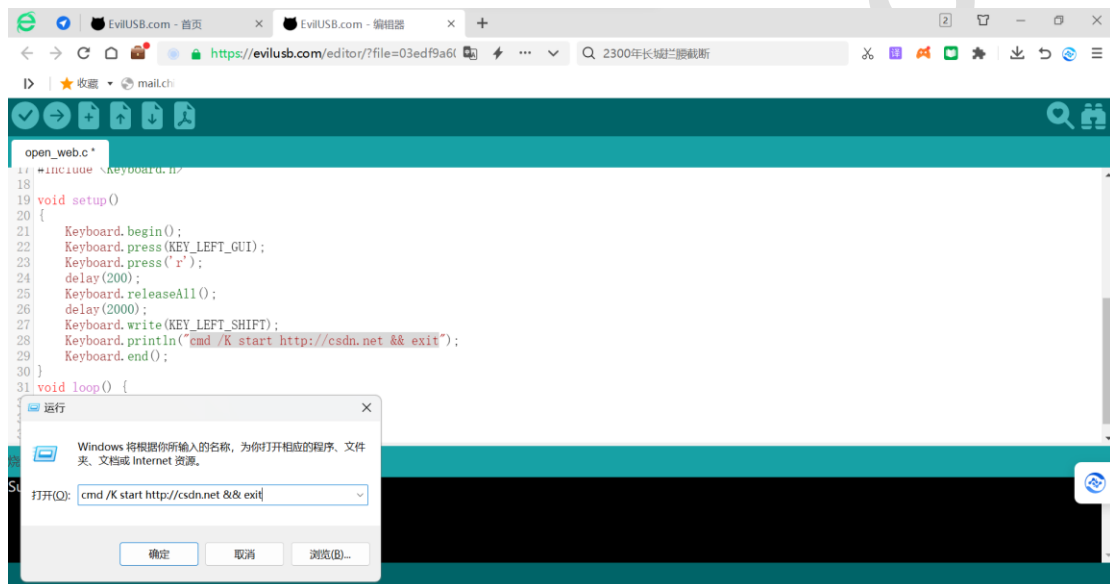 EvilUSB.com - 首页
EvilUSB.com - 编辑器
2
https://evilusb.com/editor/?file=03edf9a6
2300年长城拦腰截断
译
收藏
mail.ch
open_web.c *
17 #include <Keyboard.h>
18
19 void setup()
20 {
21 Keyboard.begin();
22 Keyboard.press(KEY_LEFT_GUI);
23 Keyboard.press('r');
24 delay(200);
25 Keyboard.releaseAll();
26 delay(2000);
27 Keyboard.write(KEY_LEFT_SHIFT);
28 Keyboard.println("cmd /K start http://csdn.net && exit");
29 Keyboard.end();
30 }
31 void loop() {
运行
Windows 将根据你所输入的名称，为你打开相应的程序、文件
夹、文档或 Internet 资源。
打开(O): cmd /K start http://csdn.net && exit
确定
取消
浏览(B)...